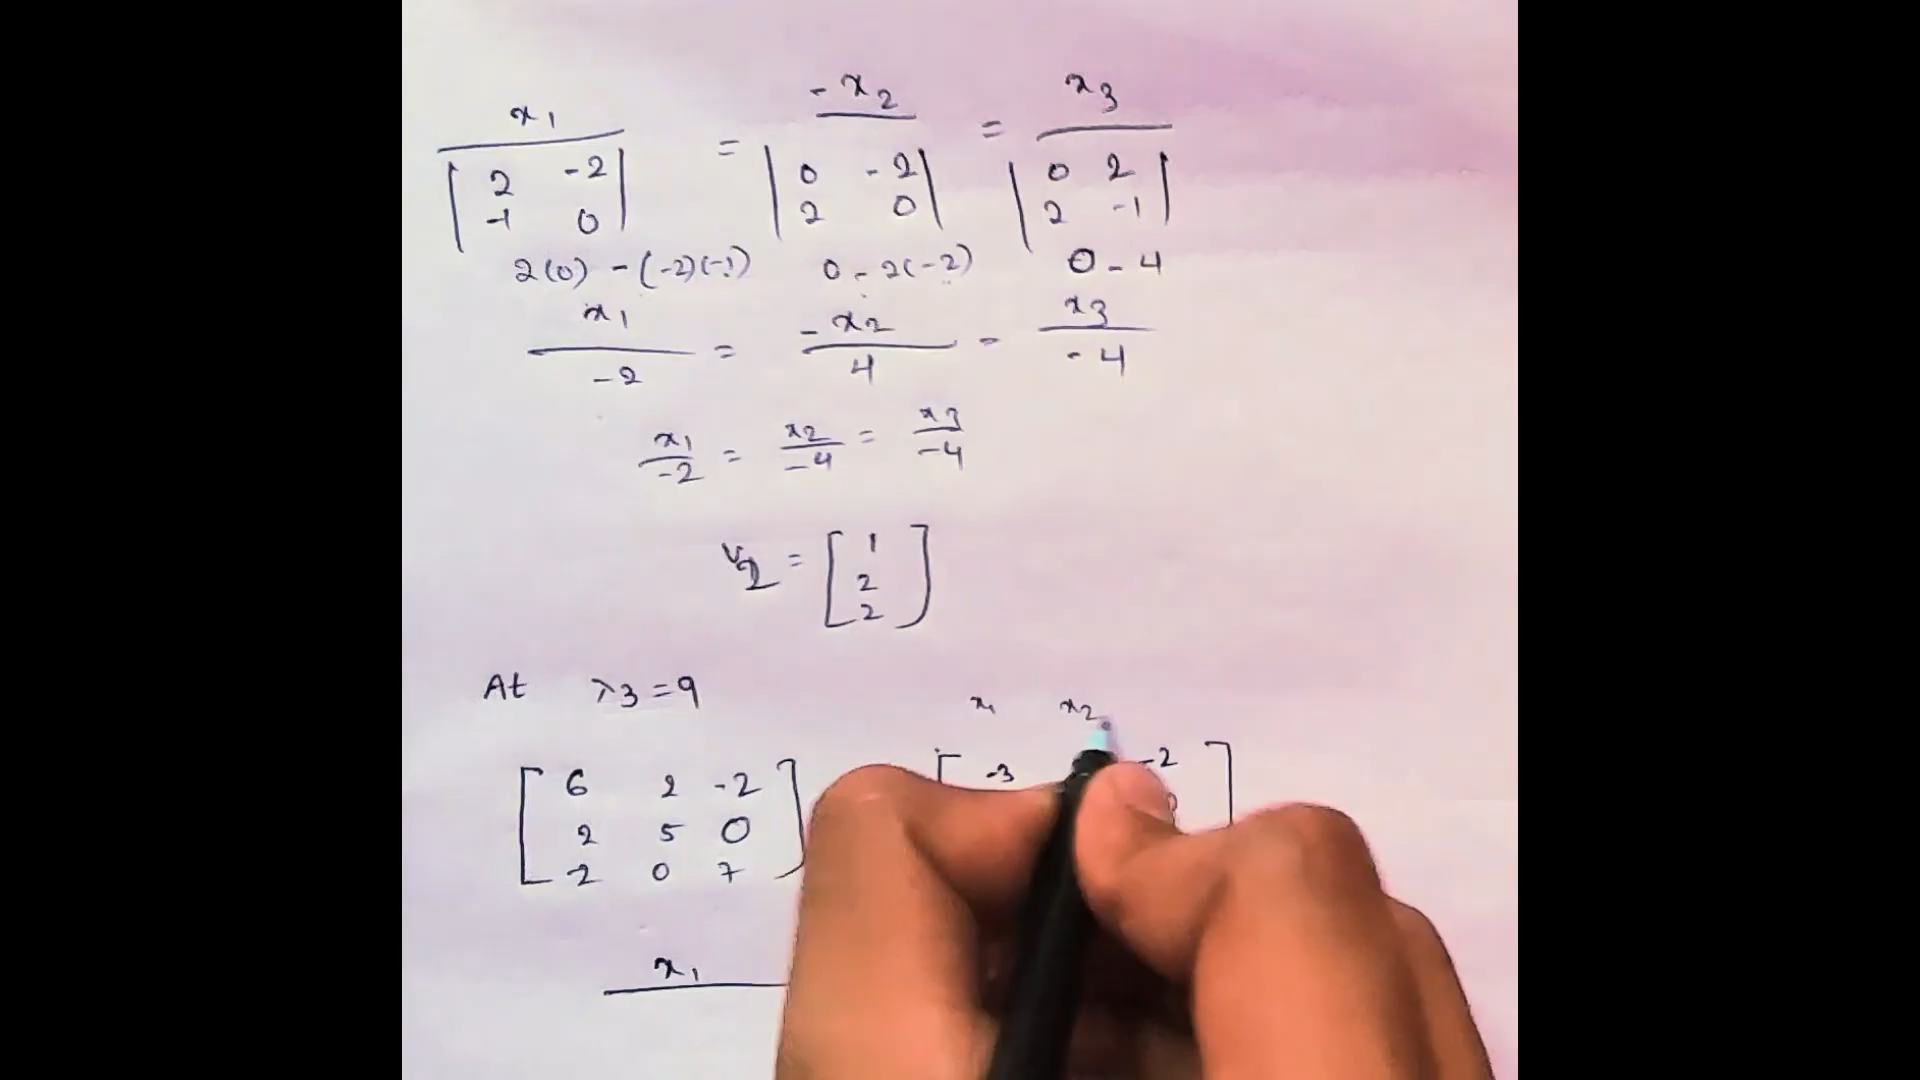 x1 = -x2 = x3
|2 -2| |0 -2| |0 2|
|-1 0| |2 0| |2 -1|
2(0) - (-2)(-1) 0 - 2(-2) 0 - 4
x1 = -x2 = x3
-2 4 -4
x1/-2 = x2/-4 = x3/-4
v2 = [1
2
2]
At λ3 = 9
x1 x2
[6 2 -2] [-3 -2]
[2 5 0]
[-2 0 7]
x1